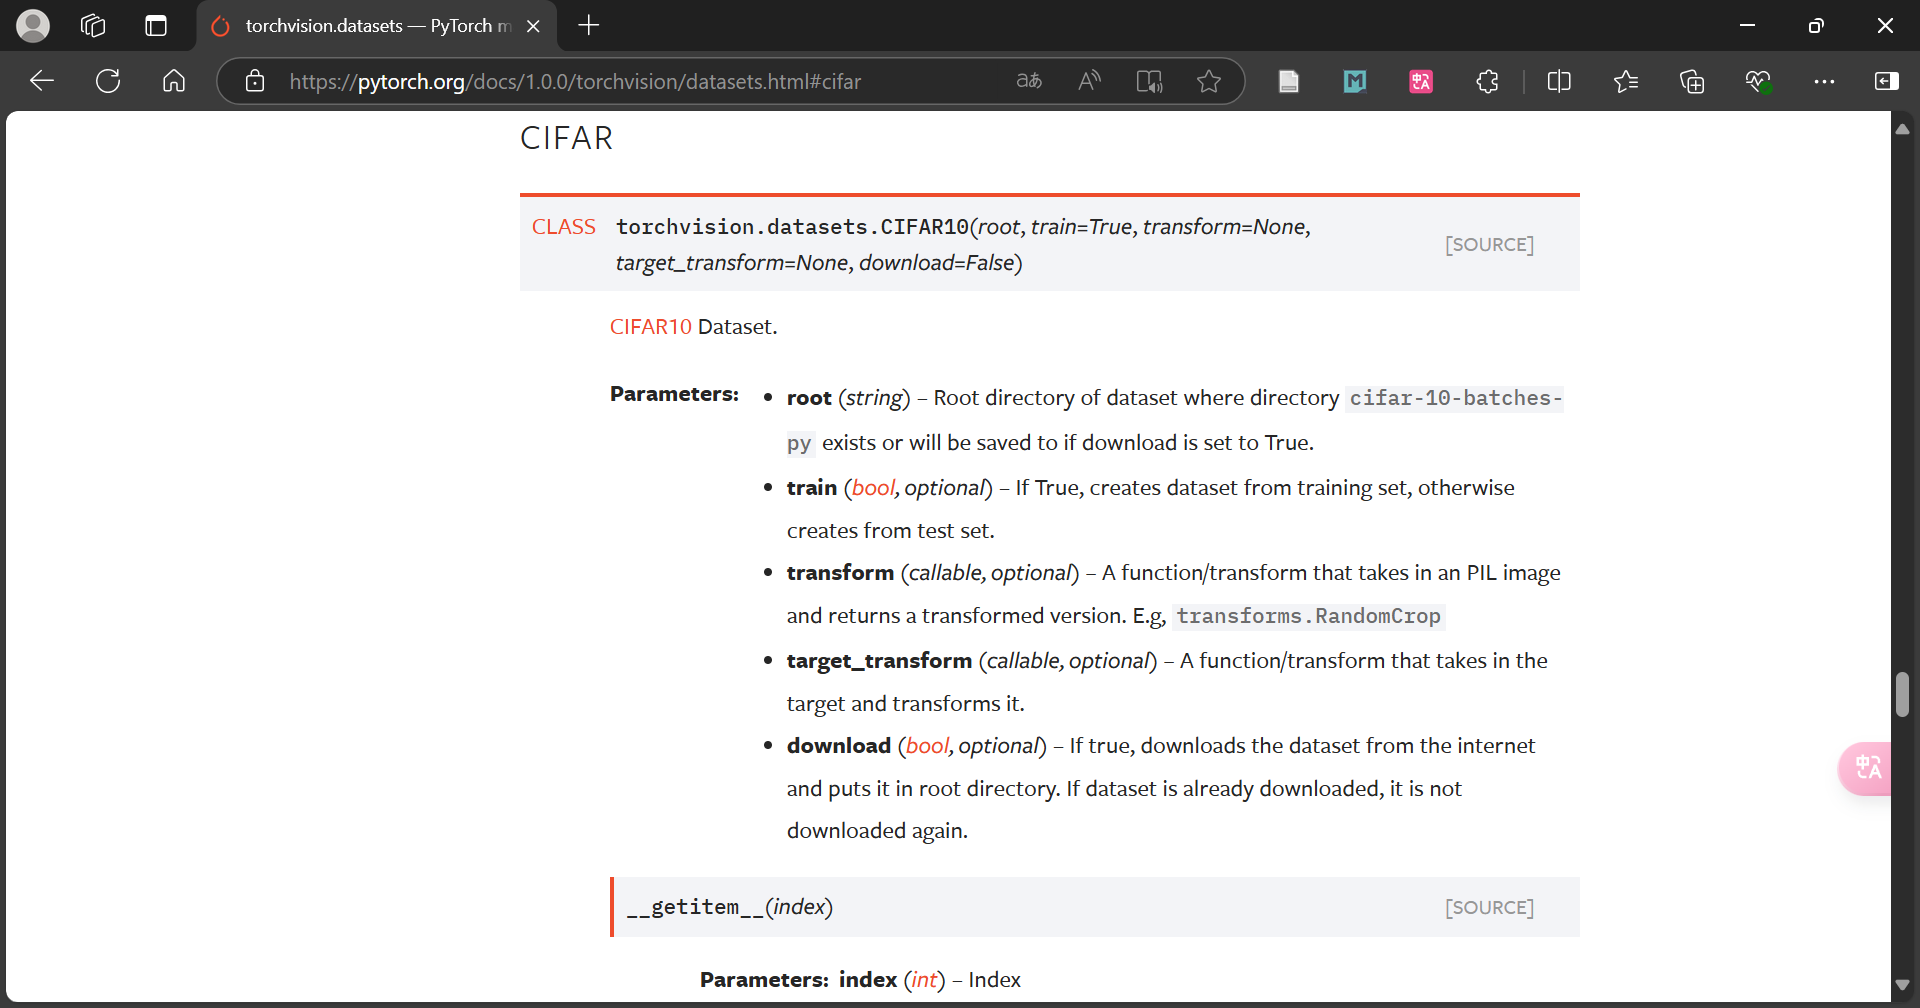 torchvision.datasets — PyTorch m
https://pytorch.org/docs/1.0.0/torchvision/datasets.html#cifar
CIFAR
CLASS torchvision.datasets.CIFAR10(root, train=True, transform=None,
target_transform=None, download=False)
[SOURCE]
CIFAR10 Dataset.
Parameters:
• root (string) – Root directory of dataset where directory cifar-10-batches-
py exists or will be saved to if download is set to True.
• train (bool, optional) – If True, creates dataset from training set, otherwise
creates from test set.
• transform (callable, optional) – A function/transform that takes in an PIL image
and returns a transformed version. E.g, transforms.RandomCrop
• target_transform (callable, optional) – A function/transform that takes in the
target and transforms it.
• download (bool, optional) – If true, downloads the dataset from the internet
and puts it in root directory. If dataset is already downloaded, it is not
downloaded again.
__getitem__(index) [SOURCE]
Parameters: index (int) – Index